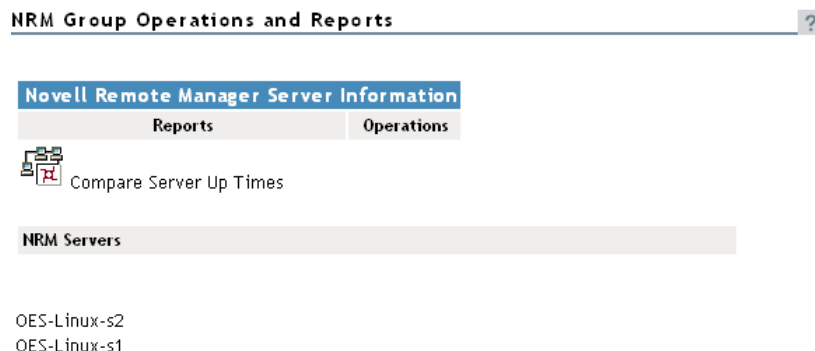 NRM Group Operations and Reports ?
Novell Remote Manager Server Information
Reports Operations
Compare Server Up Times
NRM Servers
OES-Linux-s2
OES-Linux-s1